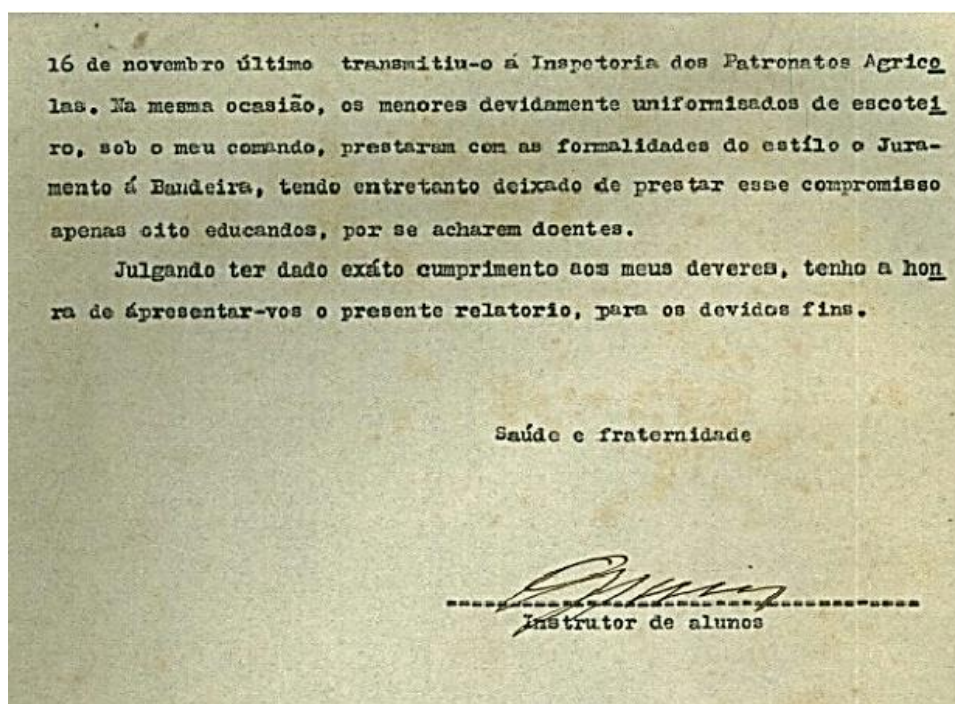 16 de novembro último transmitiu-o á Inspetoria dos Patronatos Agrico
las. Na mesma ocasião, os menores devidamente uniformisados de escotei
ro, sob o meu comando, prestaram com as formalidades do estílo o Jura-
mento á Bandeira, tendo entretanto deixado de prestar esse compromisso
apenas oito educandos, por se acharem doentes.
Julgando ter dado exáto cumprimento aos meus deveres, tenho a hon
ra de ápresentar-vos o presente relatorio, para os devidos fins.
Saúde e fraternidade
Instrutor de alunos